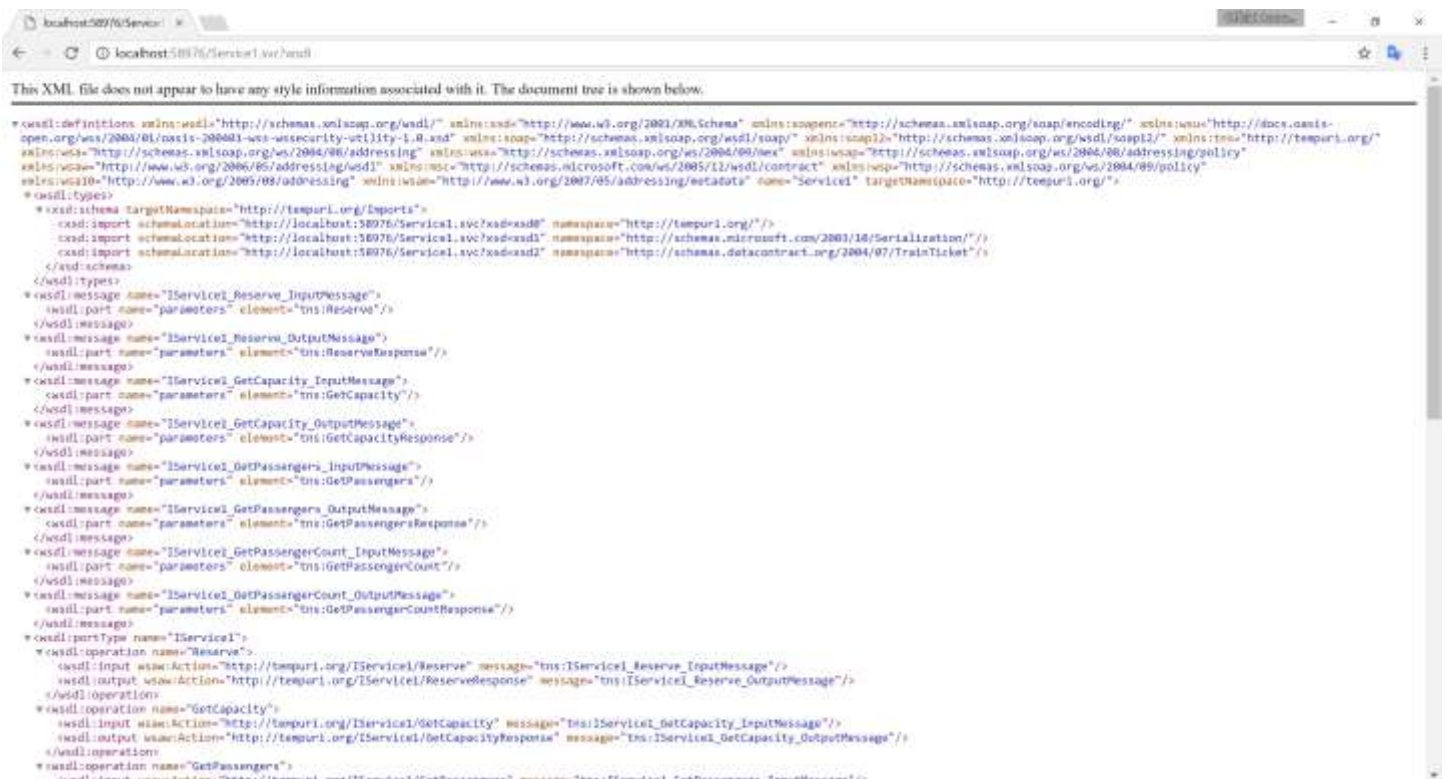 localhost:58976/Service1
localhost:58976/Service1.svc?wsdl
This XML file does not appear to have any style information associated with it. The document tree is shown below.
▼<wsdl:definitions xmlns:wsdl="http://schemas.xmlsoap.org/wsdl/" xmlns:xsd="http://www.w3.org/2001/XMLSchema" xmlns:soapenc="http://schemas.xmlsoap.org/soap/encoding/" xmlns:wsu="http://docs.oasis-
open.org/wss/2004/01/oasis-200401-wss-wssecurity-utility-1.0.xsd" xmlns:soap="http://schemas.xmlsoap.org/wsdl/soap/" xmlns:soap12="http://schemas.xmlsoap.org/wsdl/soap12/" xmlns:tns="http://tempuri.org/"
xmlns:wsa="http://schemas.xmlsoap.org/ws/2004/08/addressing" xmlns:wsx="http://schemas.xmlsoap.org/ws/2004/09/mex" xmlns:wsap="http://schemas.xmlsoap.org/ws/2004/08/addressing/policy"
xmlns:wsaw="http://www.w3.org/2006/05/addressing/wsdl" xmlns:msc="http://schemas.microsoft.com/ws/2005/12/wsdl/contract" xmlns:wsp="http://schemas.xmlsoap.org/ws/2004/09/policy"
xmlns:wsa10="http://www.w3.org/2005/08/addressing" xmlns:wsam="http://www.w3.org/2007/05/addressing/metadata" name="Service1" targetNamespace="http://tempuri.org/">
▼<wsdl:types>
▼<xsd:schema targetNamespace="http://tempuri.org/Imports">
<xsd:import schemaLocation="http://localhost:58976/Service1.svc?xsd=xsd0" namespace="http://tempuri.org/"/>
<xsd:import schemaLocation="http://localhost:58976/Service1.svc?xsd=xsd1" namespace="http://schemas.microsoft.com/2003/10/Serialization/"/>
<xsd:import schemaLocation="http://localhost:58976/Service1.svc?xsd=xsd2" namespace="http://schemas.datacontract.org/2004/07/TrainTicket"/>
</xsd:schema>
</wsdl:types>
▼<wsdl:message name="IService1_Reserve_InputMessage">
<wsdl:part name="parameters" element="tns:Reserve"/>
</wsdl:message>
▼<wsdl:message name="IService1_Reserve_OutputMessage">
<wsdl:part name="parameters" element="tns:ReserveResponse"/>
</wsdl:message>
▼<wsdl:message name="IService1_GetCapacity_InputMessage">
<wsdl:part name="parameters" element="tns:GetCapacity"/>
</wsdl:message>
▼<wsdl:message name="IService1_GetCapacity_OutputMessage">
<wsdl:part name="parameters" element="tns:GetCapacityResponse"/>
</wsdl:message>
▼<wsdl:message name="IService1_GetPassengers_InputMessage">
<wsdl:part name="parameters" element="tns:GetPassengers"/>
</wsdl:message>
▼<wsdl:message name="IService1_GetPassengers_OutputMessage">
<wsdl:part name="parameters" element="tns:GetPassengersResponse"/>
</wsdl:message>
▼<wsdl:message name="IService1_GetPassengerCount_InputMessage">
<wsdl:part name="parameters" element="tns:GetPassengerCount"/>
</wsdl:message>
▼<wsdl:message name="IService1_GetPassengerCount_OutputMessage">
<wsdl:part name="parameters" element="tns:GetPassengerCountResponse"/>
</wsdl:message>
▼<wsdl:portType name="IService1">
▼<wsdl:operation name="Reserve">
<wsdl:input wsaw:Action="http://tempuri.org/IService1/Reserve" message="tns:IService1_Reserve_InputMessage"/>
<wsdl:output wsaw:Action="http://tempuri.org/IService1/ReserveResponse" message="tns:IService1_Reserve_OutputMessage"/>
</wsdl:operation>
▼<wsdl:operation name="GetCapacity">
<wsdl:input wsaw:Action="http://tempuri.org/IService1/GetCapacity" message="tns:IService1_GetCapacity_InputMessage"/>
<wsdl:output wsaw:Action="http://tempuri.org/IService1/GetCapacityResponse" message="tns:IService1_GetCapacity_OutputMessage"/>
</wsdl:operation>
▼<wsdl:operation name="GetPassengers">